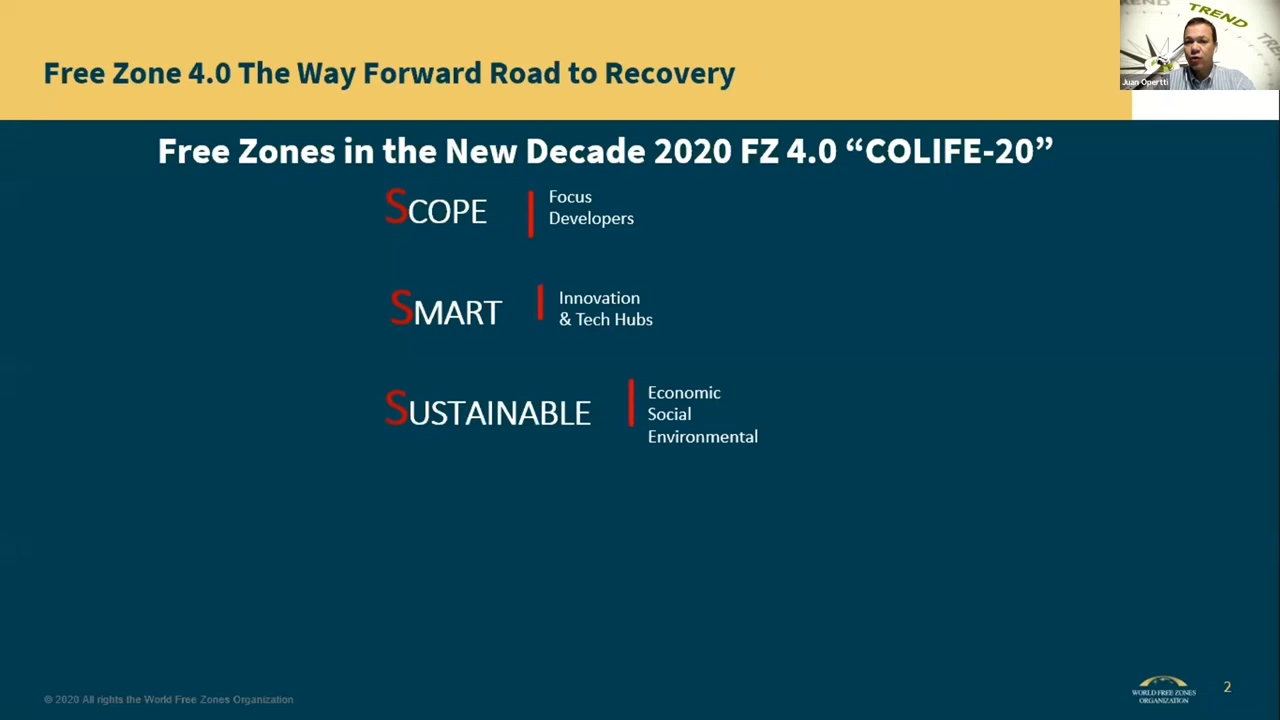 Free Zone 4.0 The Way Forward Road to Recovery
TREND
Juan Opertti
Free Zones in the New Decade 2020 FZ 4.0 “COLIFE-20”
SCOPE
Focus
Developers
SMART
Innovation
& Tech Hubs
SUSTAINABLE
Economic
Social
Environmental
© 2020 All rights the World Free Zones Organization
WORLD FREE ZONES
ORGANIZATION
2